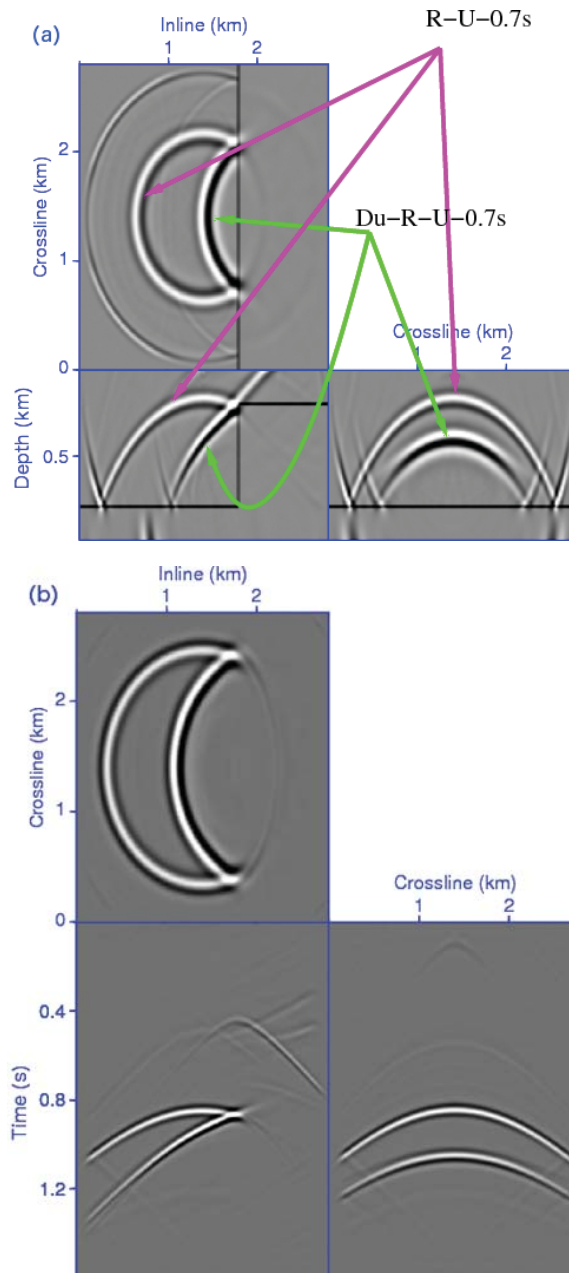 R−U−0.7s
(a)
Inline (km)
1 2
Crossline (km)
2
1
0
Du−R−U−0.7s
Crossline (km)
1 2
Depth (km)
0.5
(b)
Inline (km)
1 2
Crossline (km)
2
1
0
Crossline (km)
1 2
Time (s)
0.4
0.8
1.2